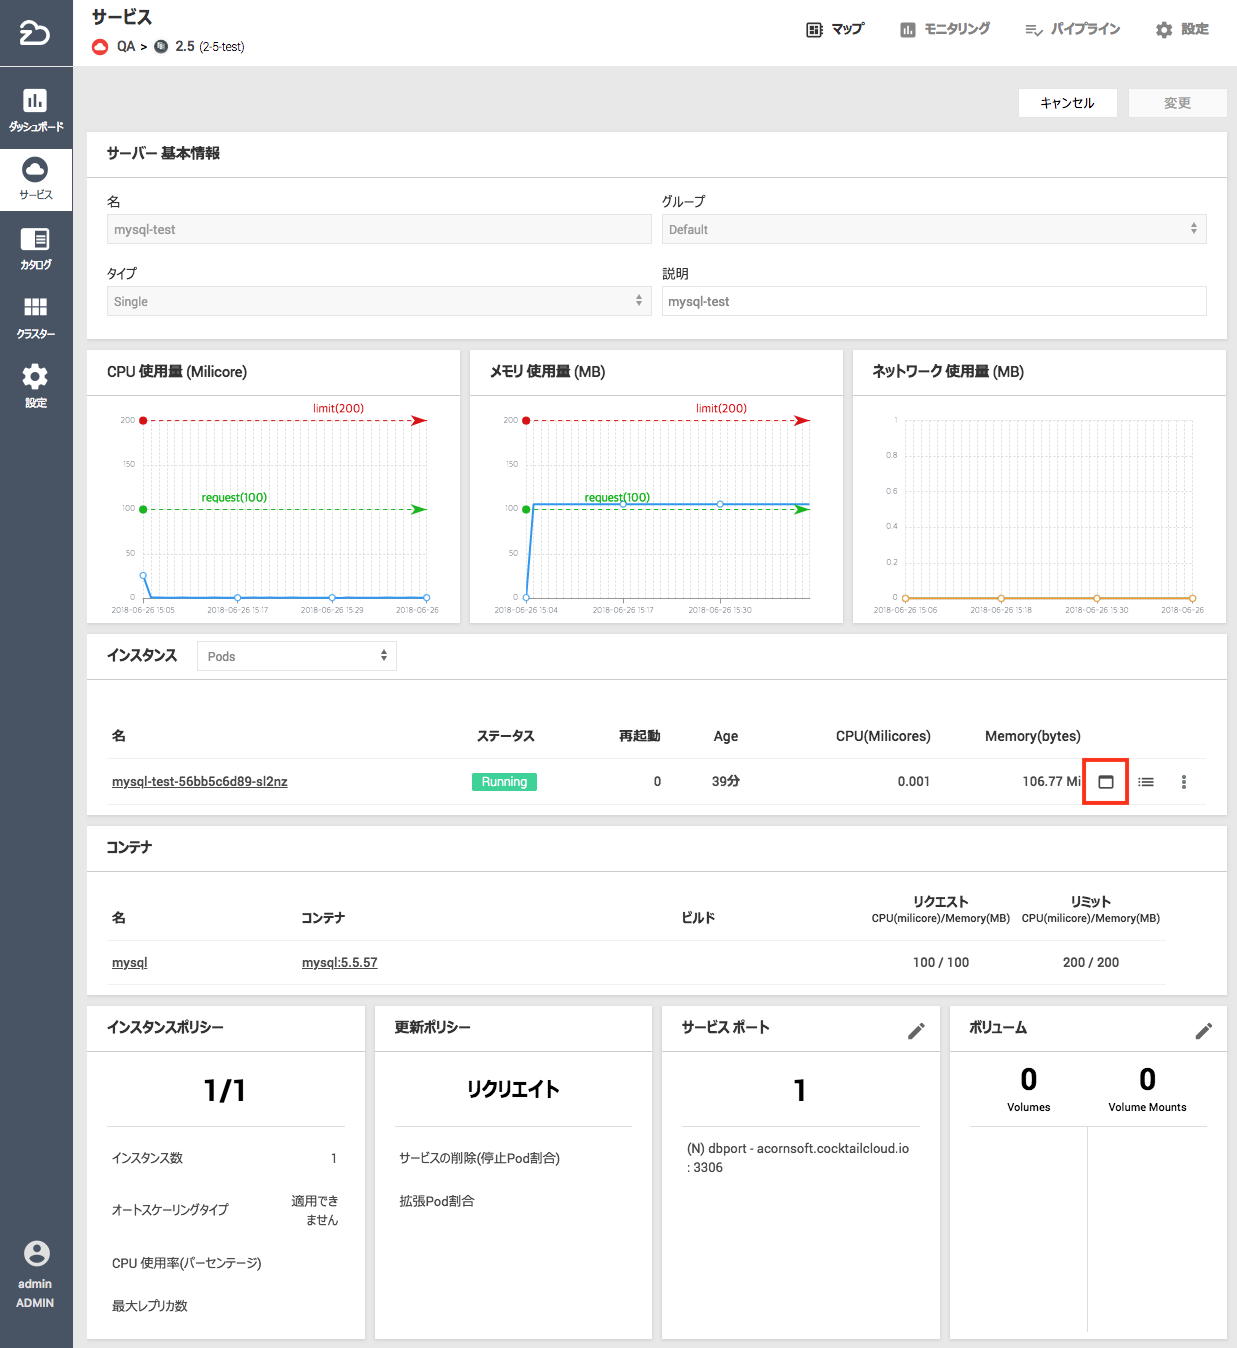 サービス
QA > 2.5 (2-5-test)
マップ
モニタリング
パイプライン
設定
ダッシュボード
サービス
カタログ
クラスター
設定
admin
ADMIN
キャンセル
変更
サーバー 基本情報
名
mysql-test
グループ
Default
タイプ
Single
説明
mysql-test
CPU 使用量 (Milicore)
limit(200)
200
150
request(100)
100
50
0
2018-06-26 15:05 2018-06-26 15:17 2018-06-26 15:29 2018-06-26
メモリ 使用量 (MB)
limit(200)
200
150
request(100)
100
50
0
2018-06-26 15:04 2018-06-26 15:17 2018-06-26 15:30
ネットワーク 使用量 (MB)
1
0.8
0.6
0.4
0.2
0
2018-06-26 15:06 2018-06-26 15:18 2018-06-26 15:30 2018-06-26
インスタンス Pods
名 ステータス 再起動 Age CPU(Milicores) Memory(bytes)
mysql-test-56bb5c6d89-sl2nz Running 0 39分 0.001 106.77 Mi
コンテナ
名 コンテナ ビルド リクエスト リミット
CPU(milicore)/Memory(MB) CPU(milicore)/Memory(MB)
mysql mysql:5.5.57 100 / 100 200 / 200
インスタンスポリシー
1/1
インスタンス数 1
オートスケーリングタイプ 適用でき
ません
CPU 使用率(パーセンテージ)
最大レプリカ数
更新ポリシー
リクリエイト
サービスの削除(停止Pod割合)
拡張Pod割合
サービス ポート
1
(N) dbport - acornsoft.cocktailcloud.io
: 3306
ボリューム
0 0
Volumes Volume Mounts